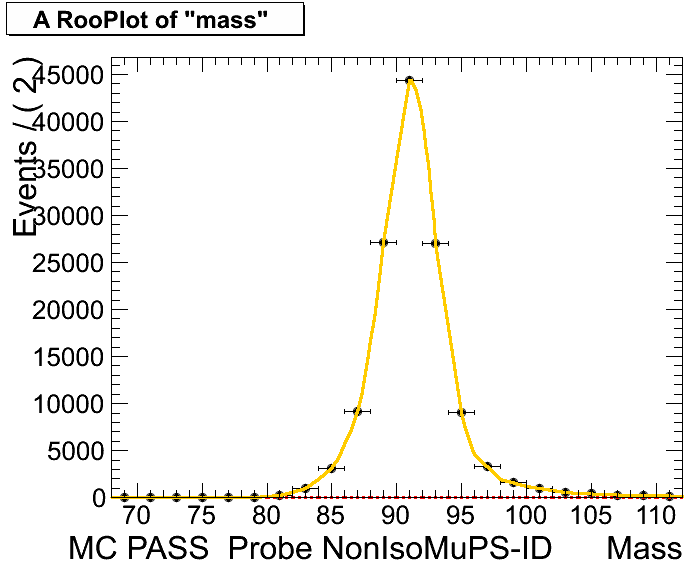 A RooPlot of "mass"
Events / ( 2 )
45000
40000
35000
30000
25000
20000
15000
10000
5000
0
70 75 80 85 90 95 100 105 110
MC PASS Probe NonIsoMuPS-ID Mass